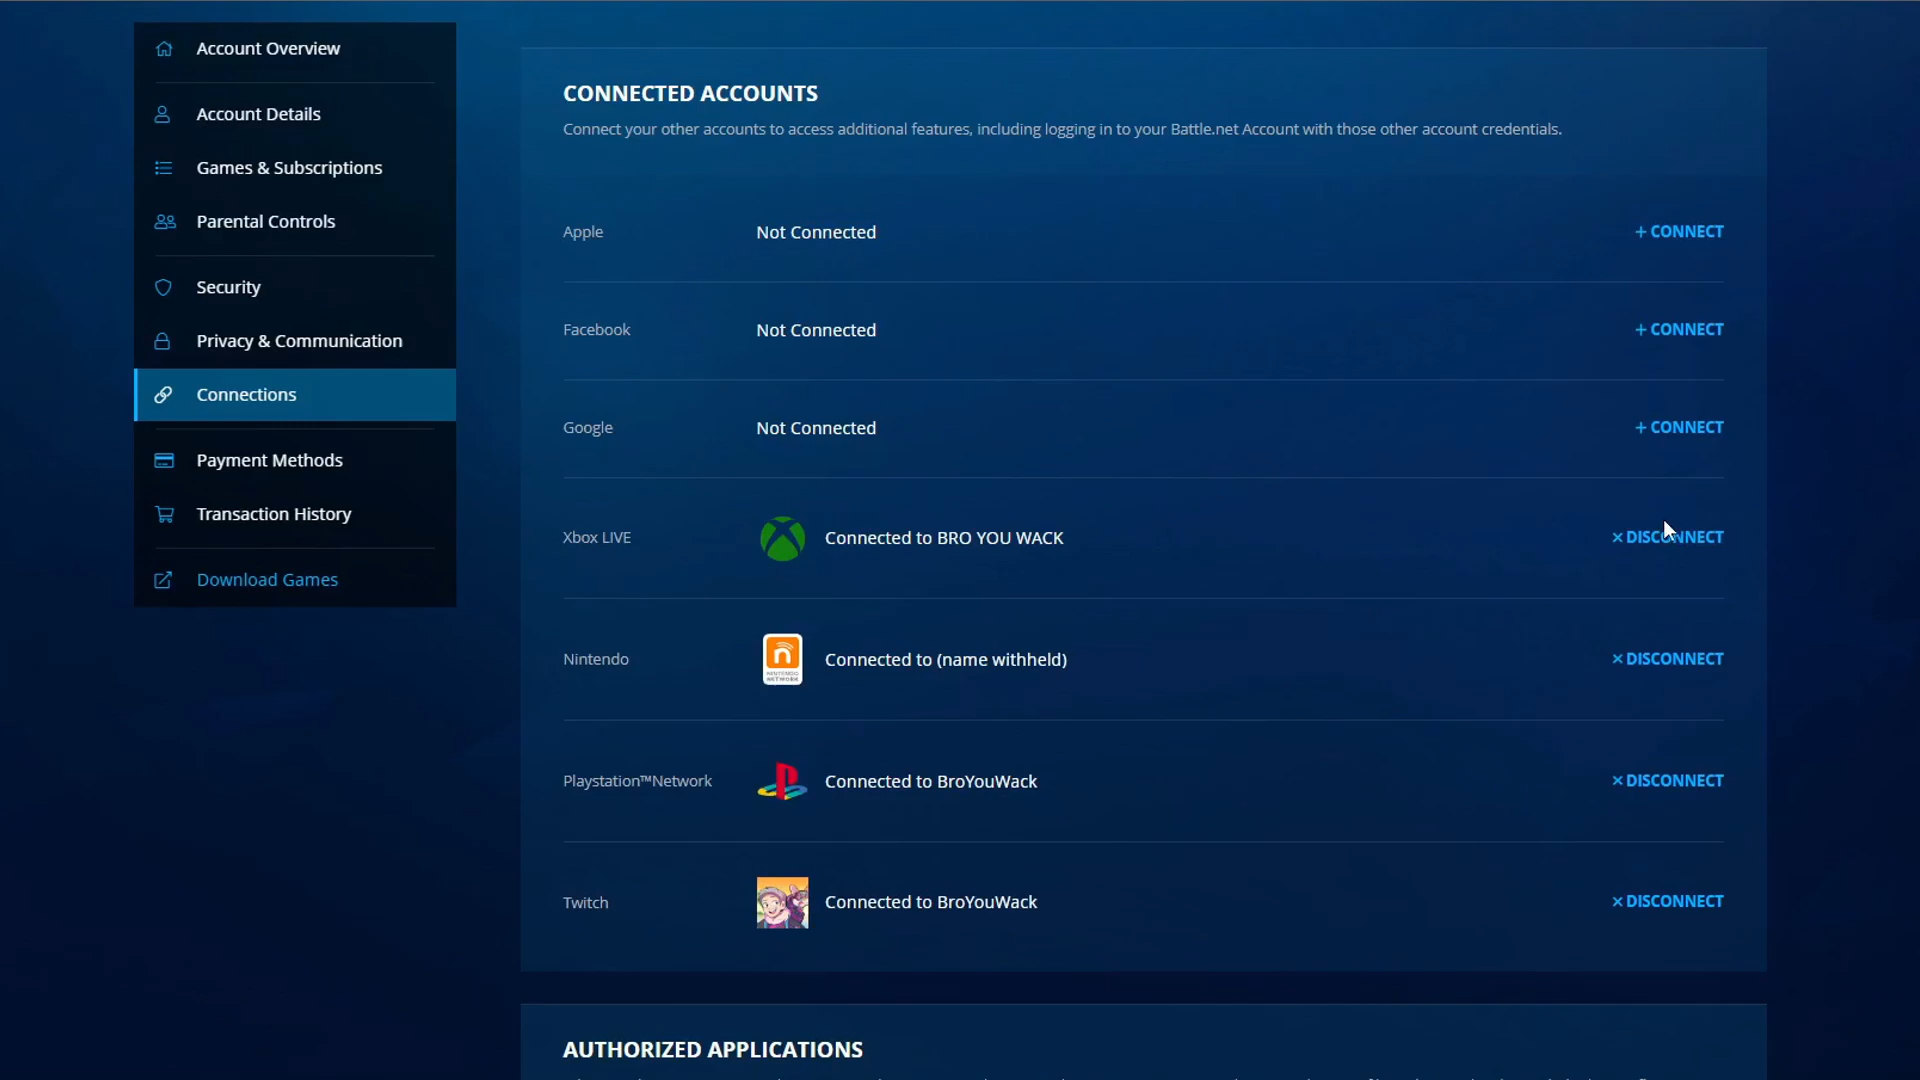 Account Overview
Account Details
Games & Subscriptions
Parental Controls
Security
Privacy & Communication
Connections
Payment Methods
Transaction History
Download Games
CONNECTED ACCOUNTS
Connect your other accounts to access additional features, including logging in to your Battle.net Account with those other account credentials.
Apple Not Connected + CONNECT
Facebook Not Connected + CONNECT
Google Not Connected + CONNECT
Xbox LIVE Connected to BRO YOU WACK × DISCONNECT
Nintendo Connected to (name withheld) × DISCONNECT
n
NINTENDO
NETWORK
Playstation™Network Connected to BroYouWack × DISCONNECT
Twitch Connected to BroYouWack × DISCONNECT
AUTHORIZED APPLICATIONS